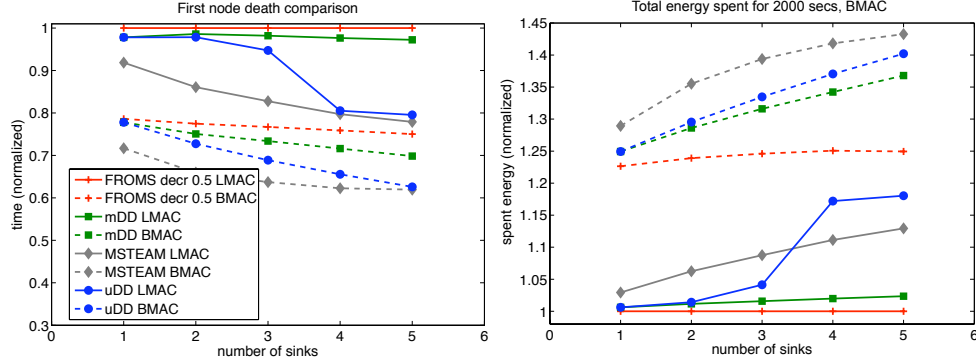 First node death comparison
1
0.9
0.8
0.7
0.6
0.5
0.4
0.3
time (normalized)
FROMS decr 0.5 LMAC
FROMS decr 0.5 BMAC
mDD LMAC
mDD BMAC
MSTEAM LMAC
MSTEAM BMAC
uDD LMAC
uDD BMAC
0 1 2 3 4 5 6
number of sinks
Total energy spent for 2000 secs, BMAC
1.45
1.4
1.35
1.3
1.25
1.2
1.15
1.1
1.05
1
spent energy (normalized)
0 1 2 3 4 5 6
number of sinks